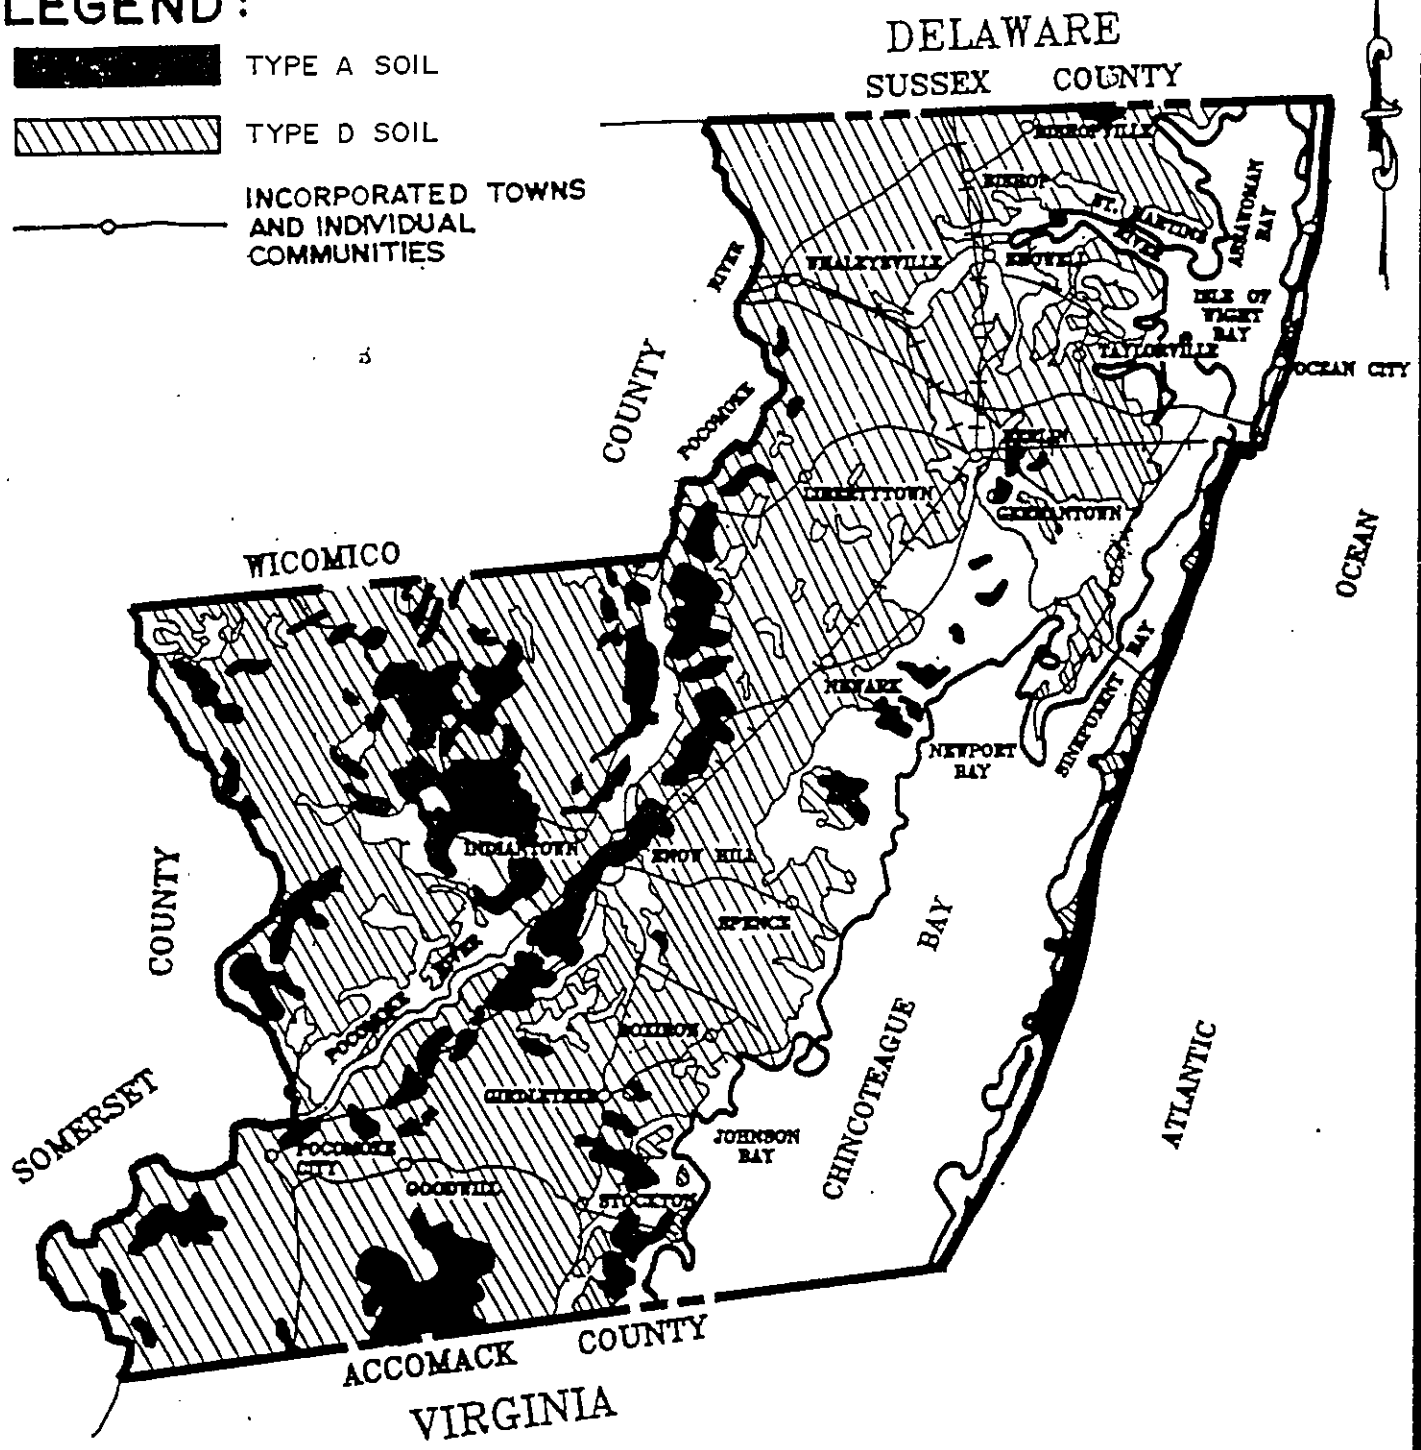 LEGEND:
TYPE A SOIL
TYPE D SOIL
INCORPORATED TOWNS
AND INDIVIDUAL
COMMUNITIES
DELAWARE
SUSSEX COUNTY
BISHOPVILLE
BISHOP
ST. MARTINS
RIVER
ASSAWOMAN
BAY
WHALEYSVILLE
SHOWELL
RIVER
ISLE OF
WIGHT
BAY
TAYLORVILLE
OCEAN CITY
COUNTY
POCOMOKE
BERLIN
LIBERTYTOWN
GERMANTOWN
OCEAN
WICOMICO
NEWARK
NEWPORT
BAY
SINEPUXENT BAY
INDIANTOWN
SNOW HILL
COUNTY
SPENCE
BAY
POCOMOKE RIVER
BOXIRON
CHINCOTEAGUE
ATLANTIC
GIRDLETREE
SOMERSET
JOHNSON
BAY
POCOMOKE
CITY
GOODWILL
STOCKTON
ACCOMACK COUNTY
VIRGINIA